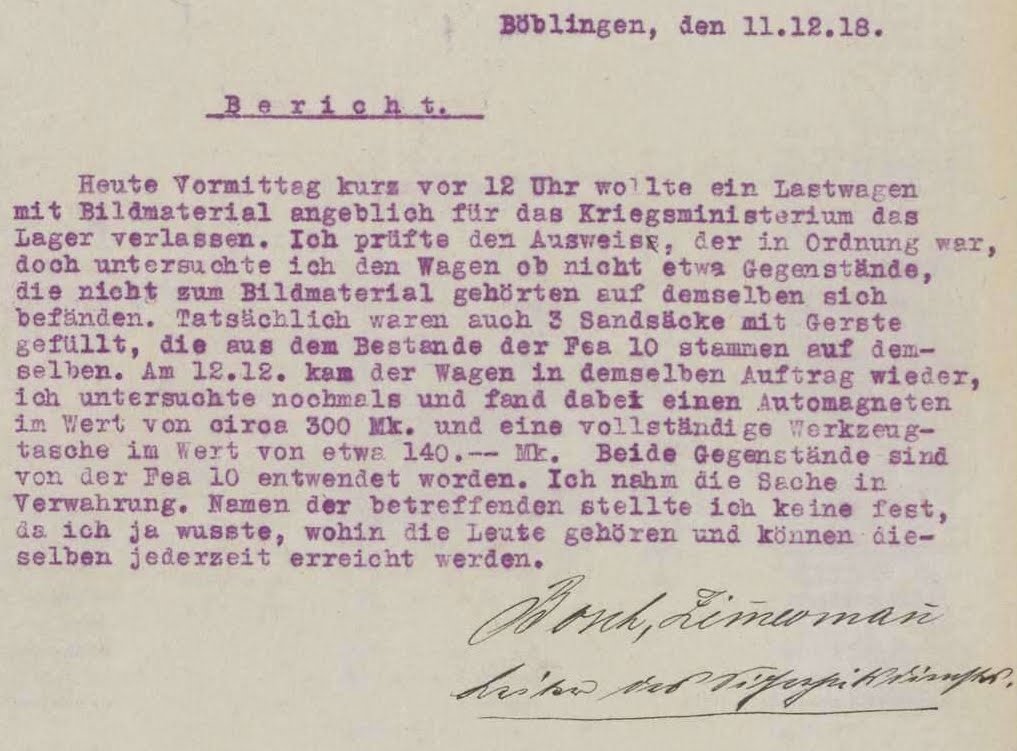 Böblingen, den 11.12.18.
B e r i c h t.
Heute Vormittag kurz vor 12 Uhr wollte ein Lastwagen
mit Bildmaterial angeblich für das Kriegsministerium das
Lager verlassen. Ich prüfte den Ausweis, der in Ordnung war,
doch untersuchte ich den Wagen ob nicht etwa Gegenstände,
die nicht zum Bildmaterial gehörten auf demselben sich
befänden. Tatsächlich waren auch 3 Sandsäcke mit Gerste
gefüllt, die aus dem Bestande der Fea 10 stammen auf dem-
selben. Am 12.12. kam der Wagen in demselben Auftrag wieder,
ich untersuchte nochmals und fand dabei einen Automagneten
im Wert von circa 300 Mk. und eine vollständige Werkzeug-
tasche im Wert von etwa 140.-- Mk. Beide Gegenstände sind
von der Fea 10 entwendet worden. Ich nahm die Sache in
Verwahrung. Namen der betreffenden stellte ich keine fest,
da ich ja wusste, wohin die Leute gehören und können die-
selben jederzeit erreicht werden.
Bosch, Zimmerman̄
Leiter des Sicherheitsdienstes.